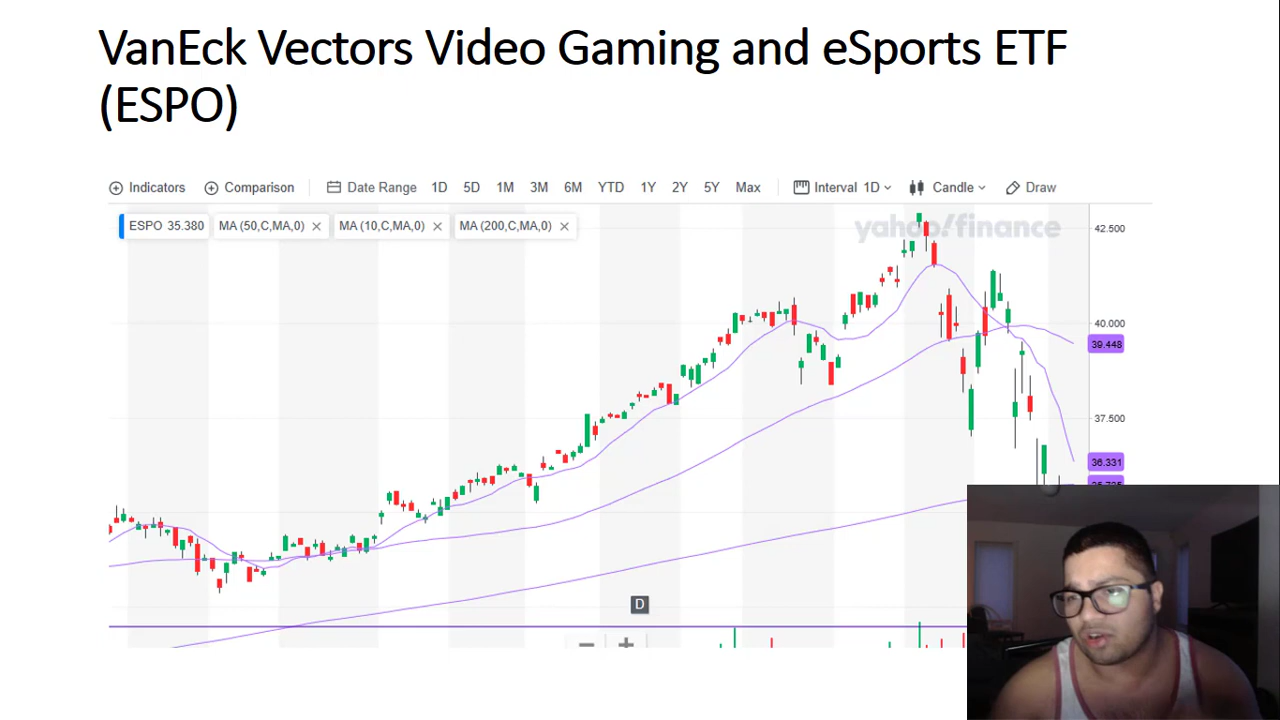 VanEck Vectors Video Gaming and eSports ETF
(ESPO)
Indicators Comparison Date Range 1D 5D 1M 3M 6M YTD 1Y 2Y 5Y Max Interval 1D Candle Draw
ESPO 35.380 MA (50,C,MA,0) MA (10,C,MA,0) MA (200,C,MA,0)
yahoo!finance
42.500
40.000
39.448
37.500
36.331
D